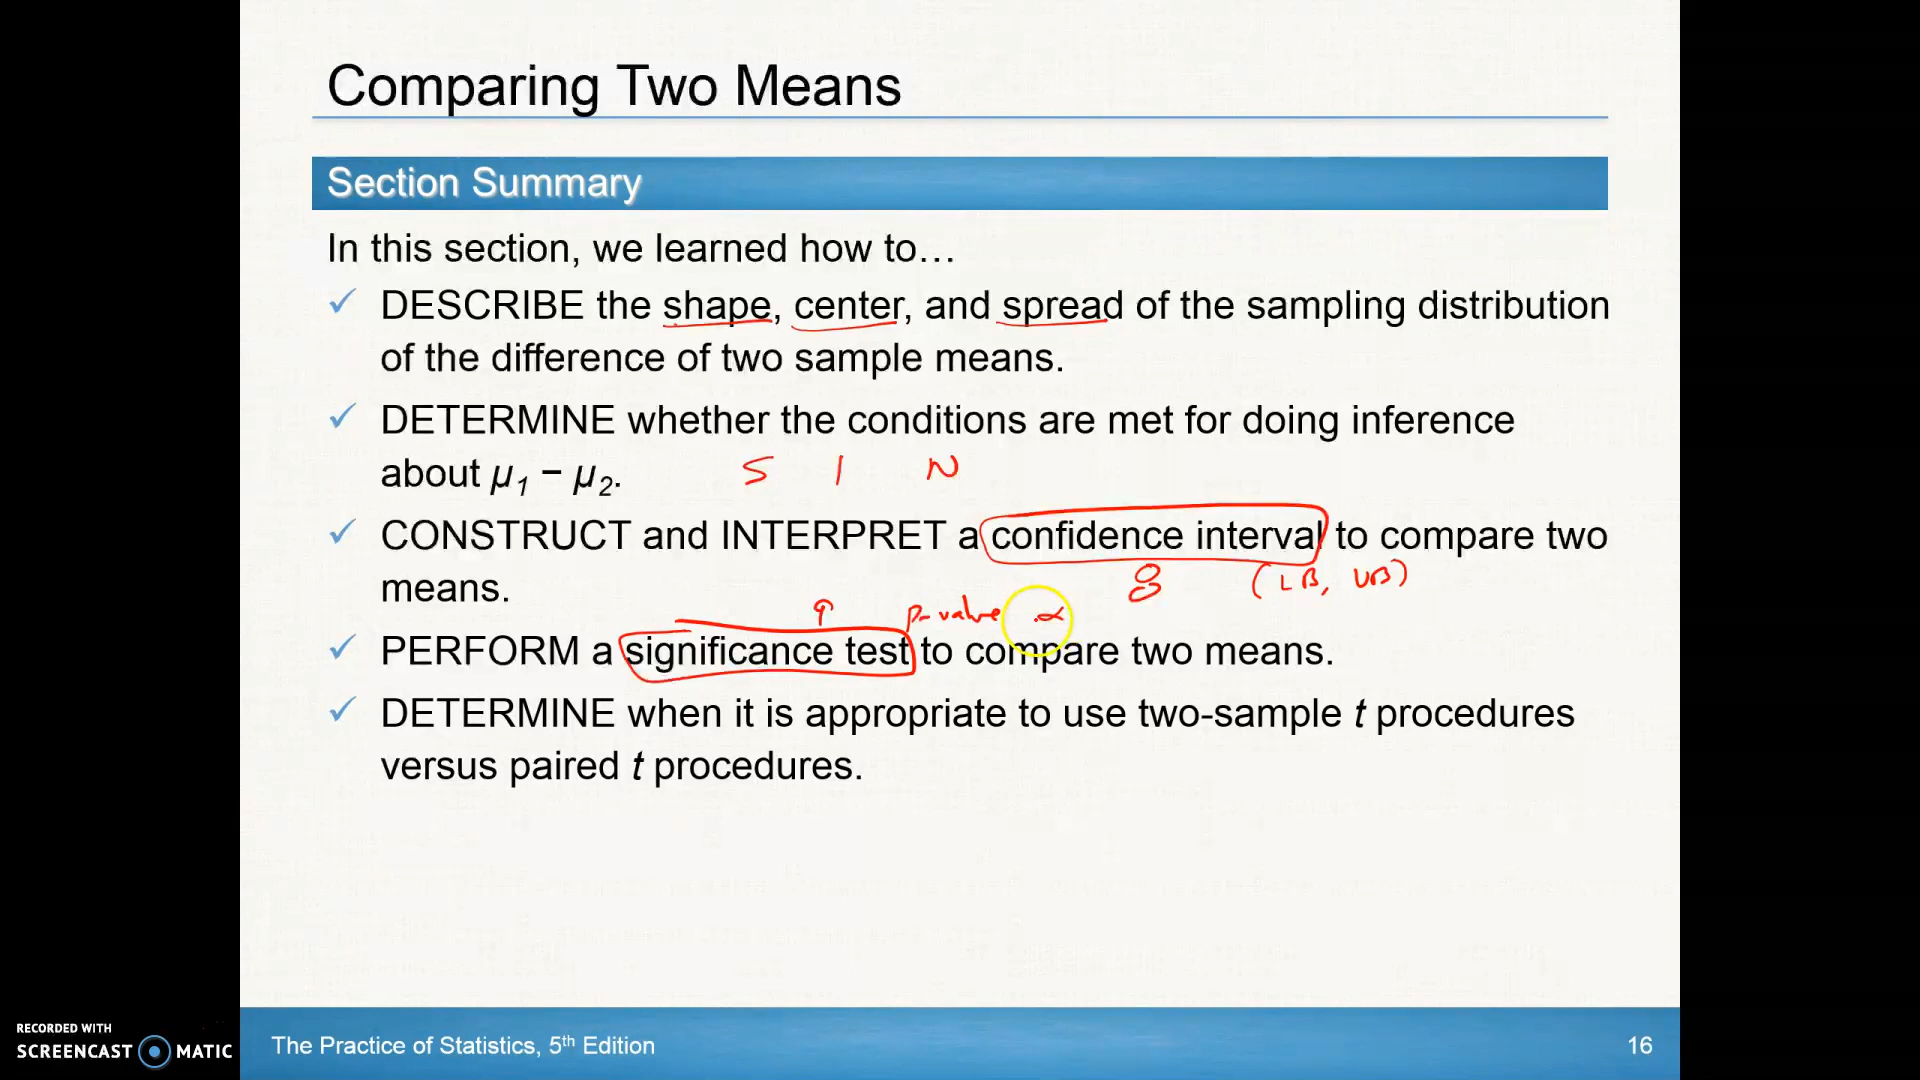 Comparing Two Means
Section Summary
In this section, we learned how to…
✓ DESCRIBE the shape, center, and spread of the sampling distribution
of the difference of two sample means.
✓ DETERMINE whether the conditions are met for doing inference
about μ1 − μ2.
S I N
✓ CONSTRUCT and INTERPRET a confidence interval to compare two
means.
(LB, UB)
p-value α
✓ PERFORM a significance test to compare two means.
✓ DETERMINE when it is appropriate to use two-sample t procedures
versus paired t procedures.
RECORDED WITH
SCREENCAST MATIC
The Practice of Statistics, 5th Edition
16